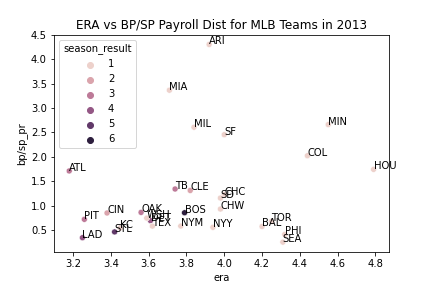 ERA vs BP/SP Payroll Dist for MLB Teams in 2013
4.5
4.0
3.5
3.0
2.5
2.0
1.5
1.0
0.5
bp/sp_pr
season_result
1
2
3
4
5
6
ARI
MIA
MIL
SF
MIN
COL
HOU
ATL
TB
CLE
CHC
CHW
PIT
CIN
OAK
BOS
KC
STL
LAD
TEX
NYM
NYY
BAL
TOR
PHI
SEA
3.2
3.4
3.6
3.8
4.0
4.2
4.4
4.6
4.8
era